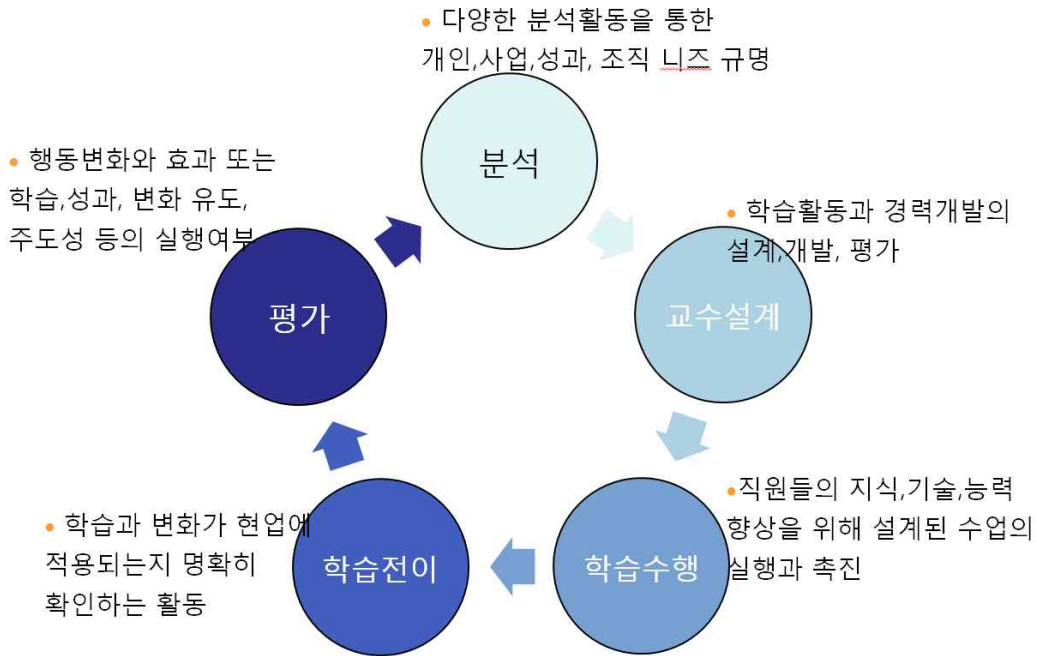 • 다양한 분석활동을 통한
개인,사업,성과, 조직 니즈 규명
분석
• 학습활동과 경력개발의
설계,개발, 평가
교수설계
•직원들의 지식,기술,능력
향상을 위해 설계된 수업의
실행과 촉진
학습수행
• 학습과 변화가 현업에
적용되는지 명확히
확인하는 활동
학습전이
• 행동변화와 효과 또는
학습,성과, 변화 유도,
주도성 등의 실행여부
평가